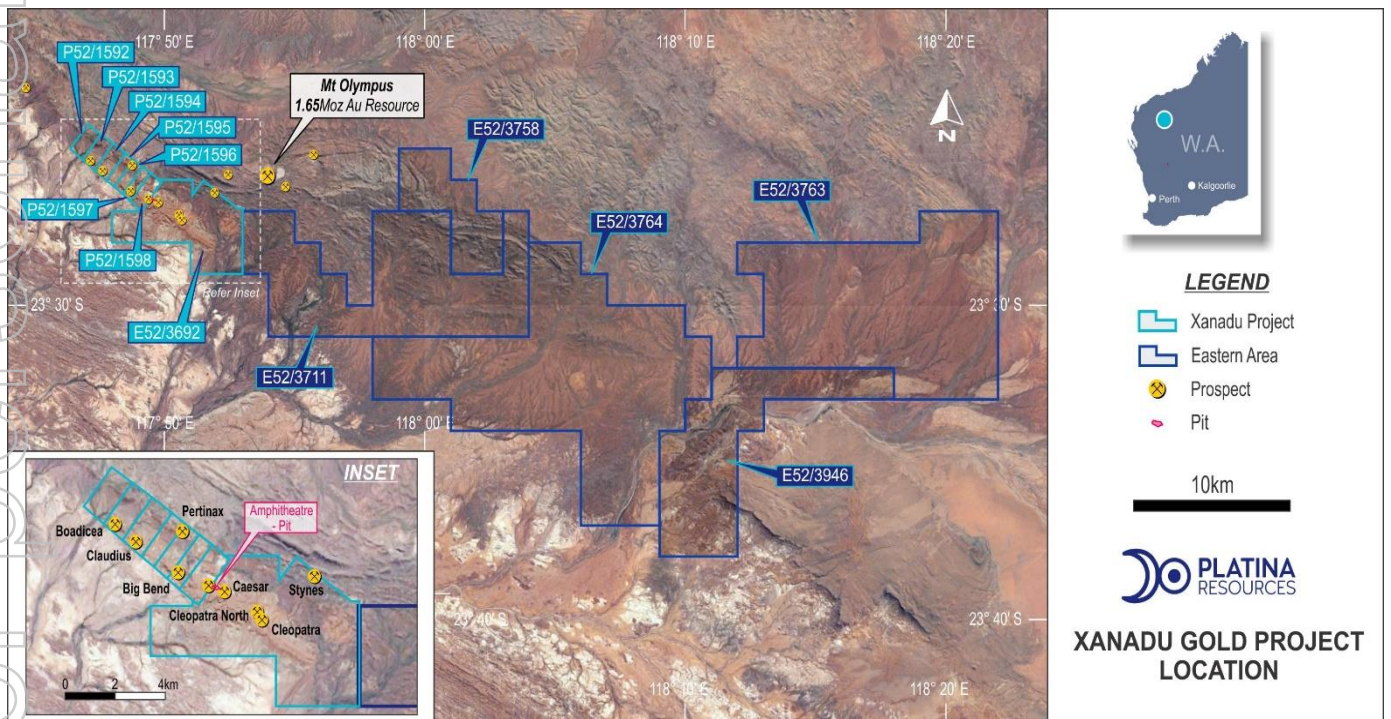 117° 50' E
118° 00' E
118° 10' E
118° 20' E
P52/1592
P52/1593
P52/1594
P52/1595
P52/1596
P52/1597
P52/1598
E52/3692
Refer Inset
Mt Olympus
1.65Moz Au Resource
E52/3758
E52/3764
E52/3763
E52/3711
E52/3946
N
23° 30' S
23° 30' S
117° 50' E
118° 00' E
23° 40' S
23° 40' S
118° 10' E
118° 20' E
INSET
Boadicea
Claudius
Big Bend
Pertinax
Amphitheatre
- Pit
Caesar
Stynes
Cleopatra North
Cleopatra
0 2 4km
W.A.
Kalgoorlie
Perth
LEGEND
Xanadu Project
Eastern Area
Prospect
Pit
10km
PLATINA
RESOURCES
XANADU GOLD PROJECT
LOCATION